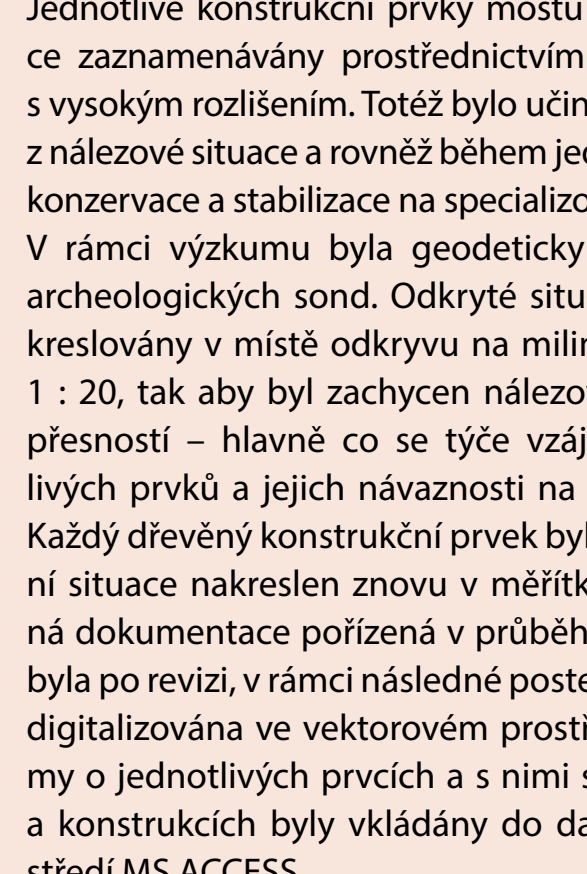 Jednotlivé konstrukční prvky mostu
ce zaznamenávány prostřednictvím
s vysokým rozlišením. Totéž bylo učin
z nálezové situace a rovněž během jed
konzervace a stabilizace na specializo
V rámci výzkumu byla geodeticky
archeologických sond. Odkryté situ
kreslovány v místě odkryvu na milim
1 : 20, tak aby byl zachycen nálezov
přesností – hlavně co se týče vzáj
livých prvků a jejich návaznosti na
Každý dřevěný konstrukční prvek byl
ní situace nakreslen znovu v měřítk
ná dokumentace pořízená v průběh
byla po revizi, v rámci následné poste
digitalizována ve vektorovém prostř
my o jednotlivých prvcích a s nimi s
a konstrukcích byly vkládány do da
středí MS ACCESS.